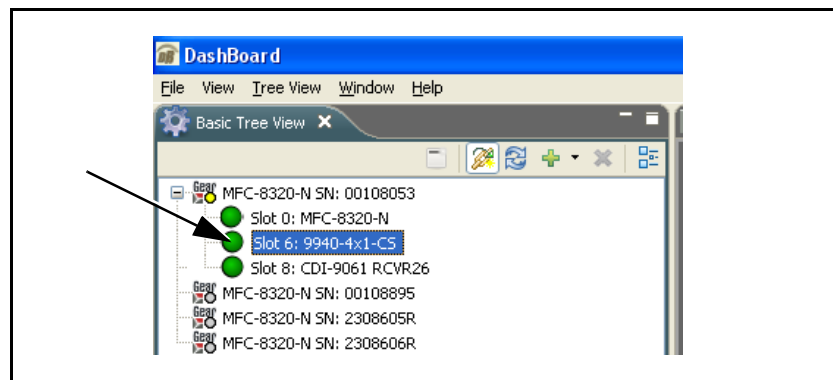 DashBoard
File View Tree View Window Help
Basic Tree View
Gear MFC-8320-N SN: 00108053
Slot 0: MFC-8320-N
Slot 6: 9940-4x1-CS
Slot 8: CDI-9061 RCVR26
Gear MFC-8320-N SN: 00108895
Gear MFC-8320-N SN: 2308605R
Gear MFC-8320-N SN: 2308606R